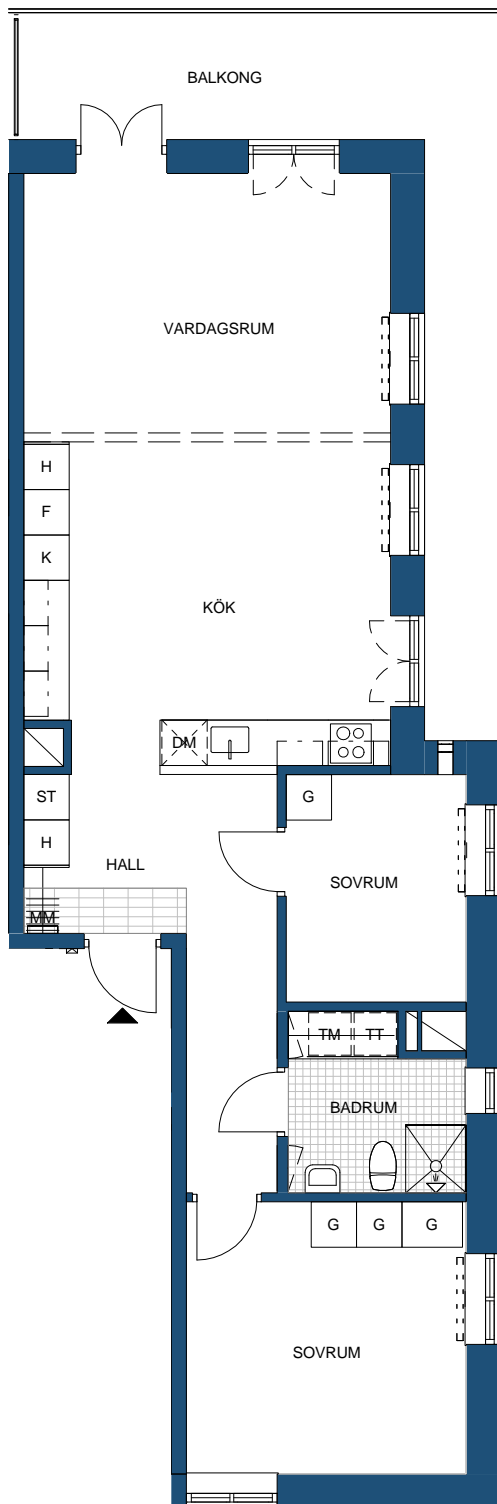 BALKONG
VARDAGSRUM
H
F
K
KÖK
DM
ST
G
H
HALL
SOVRUM
MM
TM TT
BADRUM
G G G
SOVRUM